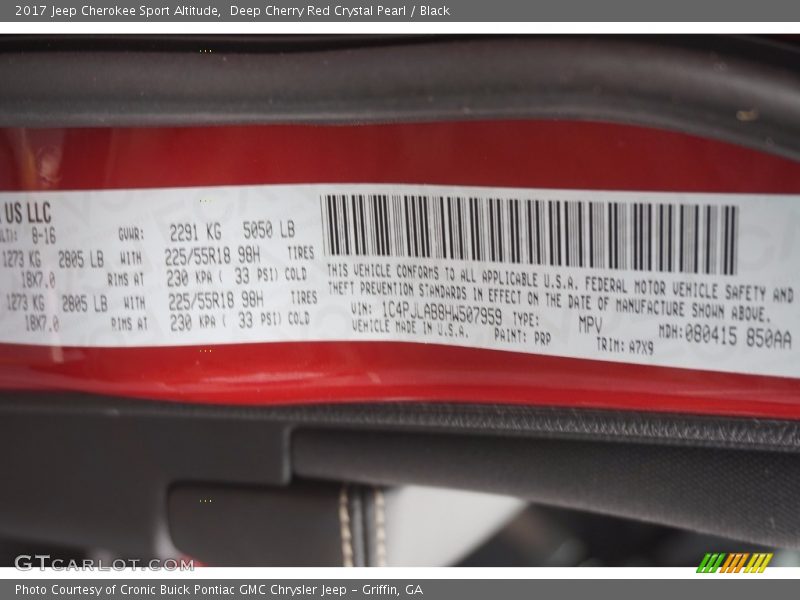 2017 Jeep Cherokee Sport Altitude, Deep Cherry Red Crystal Pearl / Black
US LLC
8-16 GVWR: 2291 KG 5050 LB
1273 KG 2805 LB WITH 225/55R18 98H TIRES
18X7.0 RIMS AT 230 KPA ( 33 PSI) COLD
1273 KG 2805 LB WITH 225/55R18 98H TIRES
18X7.0 RIMS AT 230 KPA ( 33 PSI) COLD
THIS VEHICLE CONFORMS TO ALL APPLICABLE U.S.A. FEDERAL MOTOR VEHICLE SAFETY AND
THEFT PREVENTION STANDARDS IN EFFECT ON THE DATE OF MANUFACTURE SHOWN ABOVE.
VIN: 1C4PJLAB8HW507959 TYPE: MPV MDH:080415 850AA
VEHICLE MADE IN U.S.A. PAINT: PRP TRIM: A7X9
GTCARLOT.COM
Photo Courtesy of Cronic Buick Pontiac GMC Chrysler Jeep - Griffin, GA